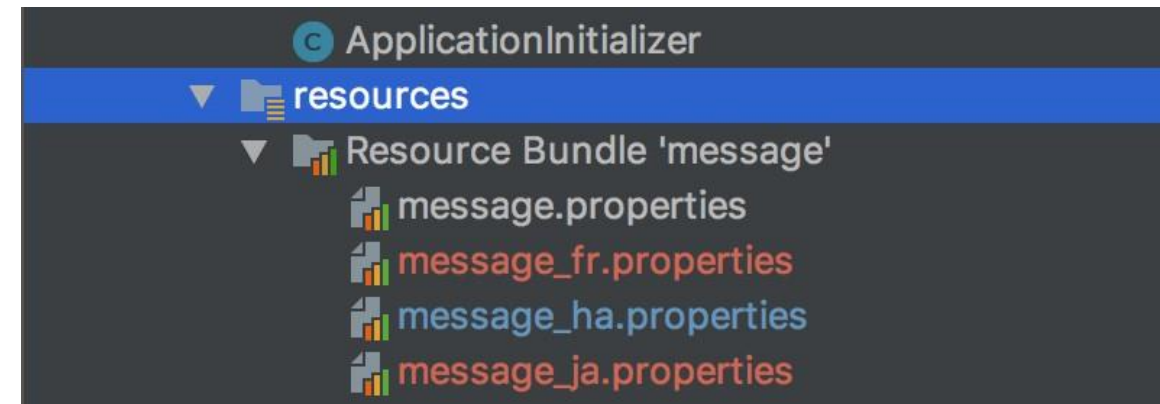 C ApplicationInitializer
resources
Resource Bundle 'message'
message.properties
message_fr.properties
message_ha.properties
message_ja.properties